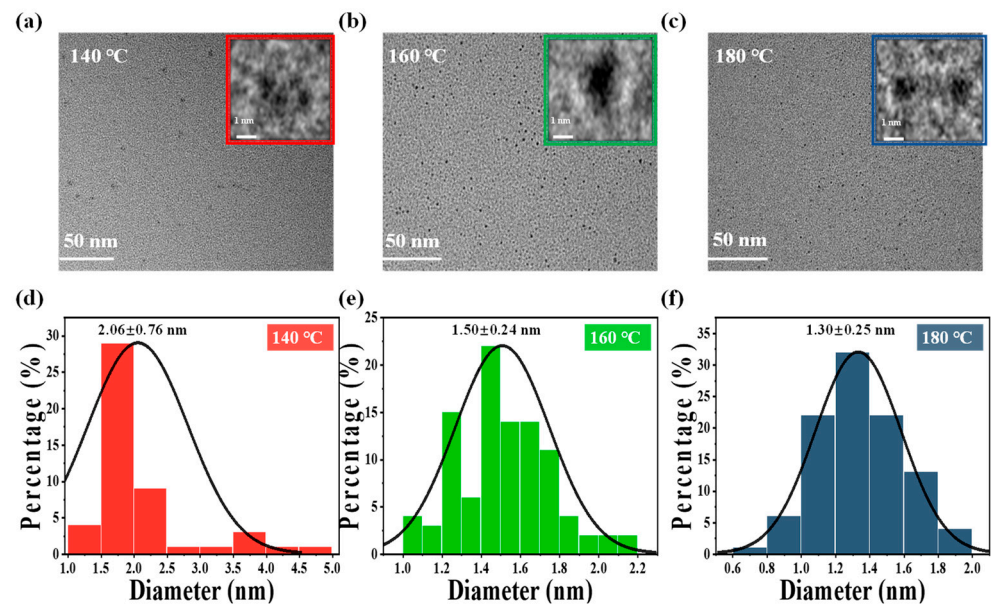 (a)
(b)
(c)
140 °C
160 °C
180 °C
1 nm
1 nm
1 nm
50 nm
50 nm
50 nm
(d)
(e)
(f)
2.06±0.76 nm
140 °C
Percentage (%)
0
5
10
15
20
25
30
1.0 1.5 2.0 2.5 3.0 3.5 4.0 4.5 5.0
Diameter (nm)
1.50±0.24 nm
160 °C
Percentage (%)
0
5
10
15
20
25
1.0 1.2 1.4 1.6 1.8 2.0 2.2
Diameter (nm)
1.30±0.25 nm
180 °C
Percentage (%)
0
5
10
15
20
25
30
35
0.6 0.8 1.0 1.2 1.4 1.6 1.8 2.0
Diameter (nm)